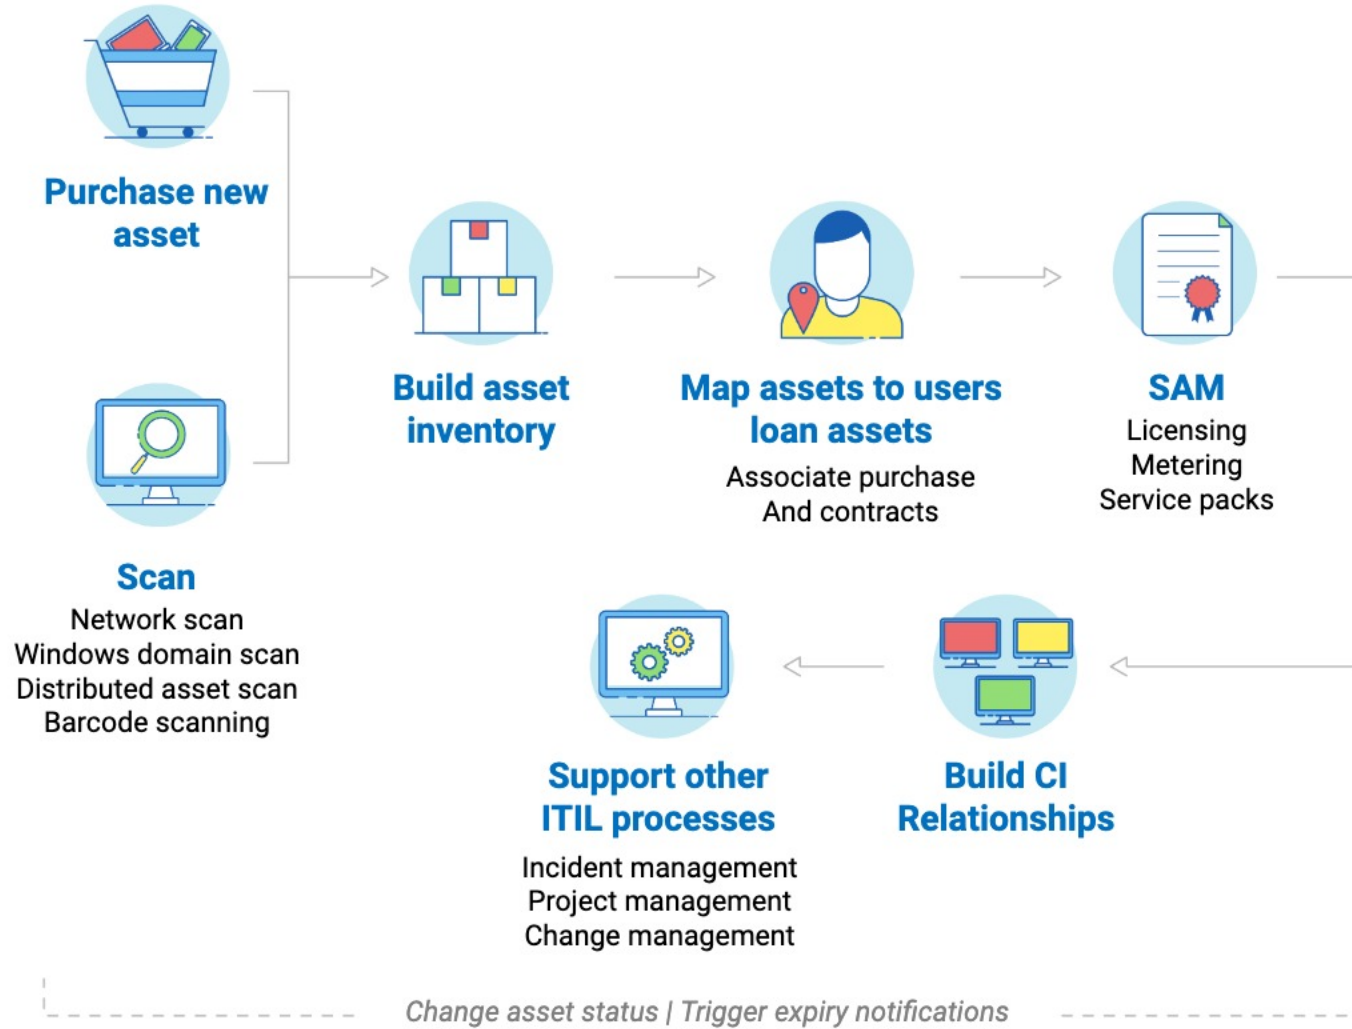 Purchase new
asset
Scan
Network scan
Windows domain scan
Distributed asset scan
Barcode scanning
Build asset
inventory
Map assets to users
loan assets
Associate purchase
And contracts
SAM
Licensing
Metering
Service packs
Build CI
Relationships
Support other
ITIL processes
Incident management
Project management
Change management
Change asset status | Trigger expiry notifications